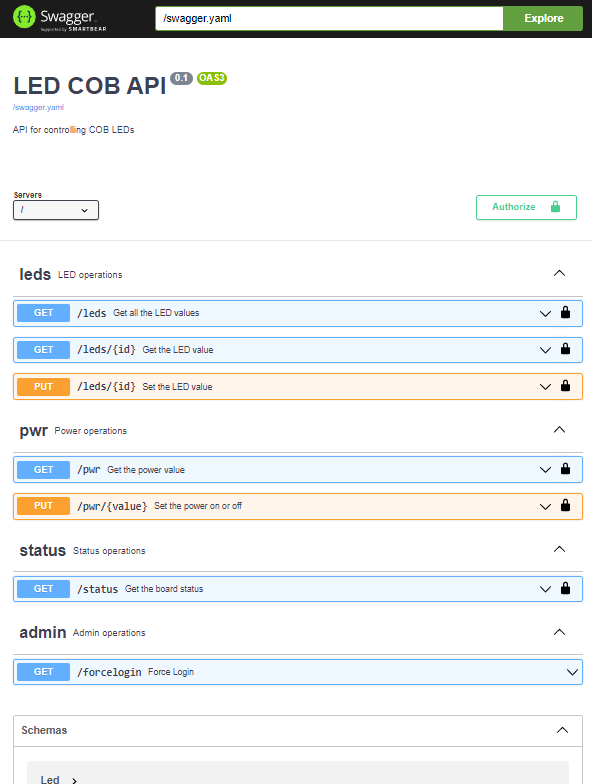 Swagger
Supported by SMARTBEAR
/swagger.yaml
Explore
LED COB API 0.1 OAS3
/swagger.yaml
API for controlling COB LEDs
Servers
/
Authorize
leds LED operations
GET /leds Get all the LED values
GET /leds/{id} Get the LED value
PUT /leds/{id} Set the LED value
pwr Power operations
GET /pwr Get the power value
PUT /pwr/{value} Set the power on or off
status Status operations
GET /status Get the board status
admin Admin operations
GET /forcelogin Force Login
Schemas
Led